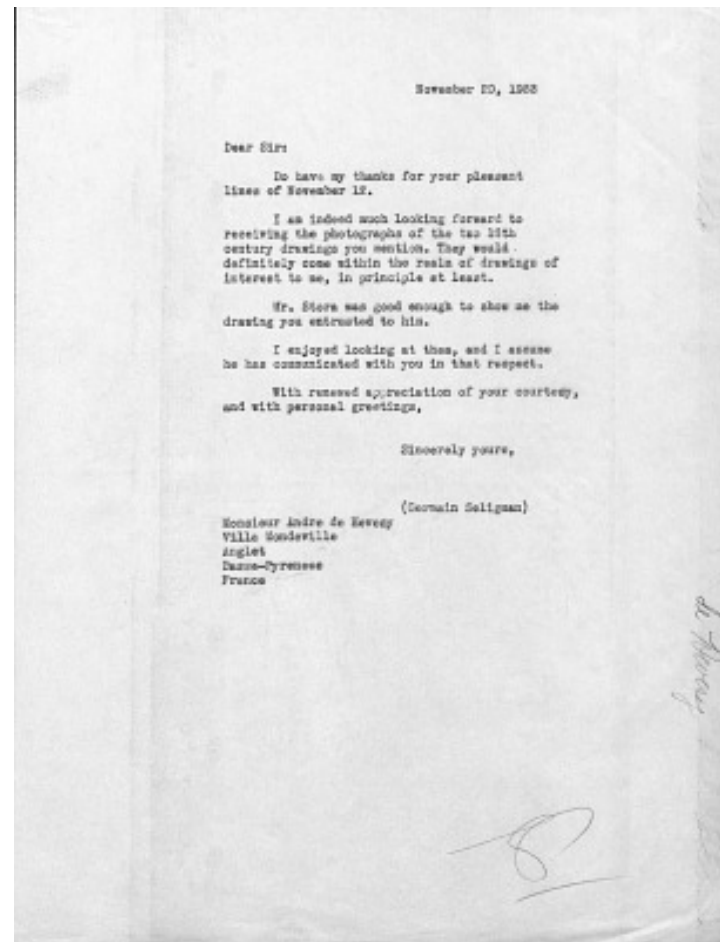 November 20, 1953
Dear Sir:
Do have my thanks for your pleasant
lines of November 12.
I am indeed much looking forward to
receiving the photographs of the two
century drawings you mention. They would
definitely come within the realm of drawings of
interest to me, in principle at least.
Mr. Storm was good enough to show me the
drawing you entrusted to him.
I enjoyed looking at them, and I assume
he has communicated with you in that respect.
With renewed appreciation of your courtesy,
and with personal greetings,
Sincerely yours,
(Germain Seligman)
Monsieur Andre de Hevesy
Villa Mondeville
Anglet
Basses-Pyrenees
France
de Hevesy